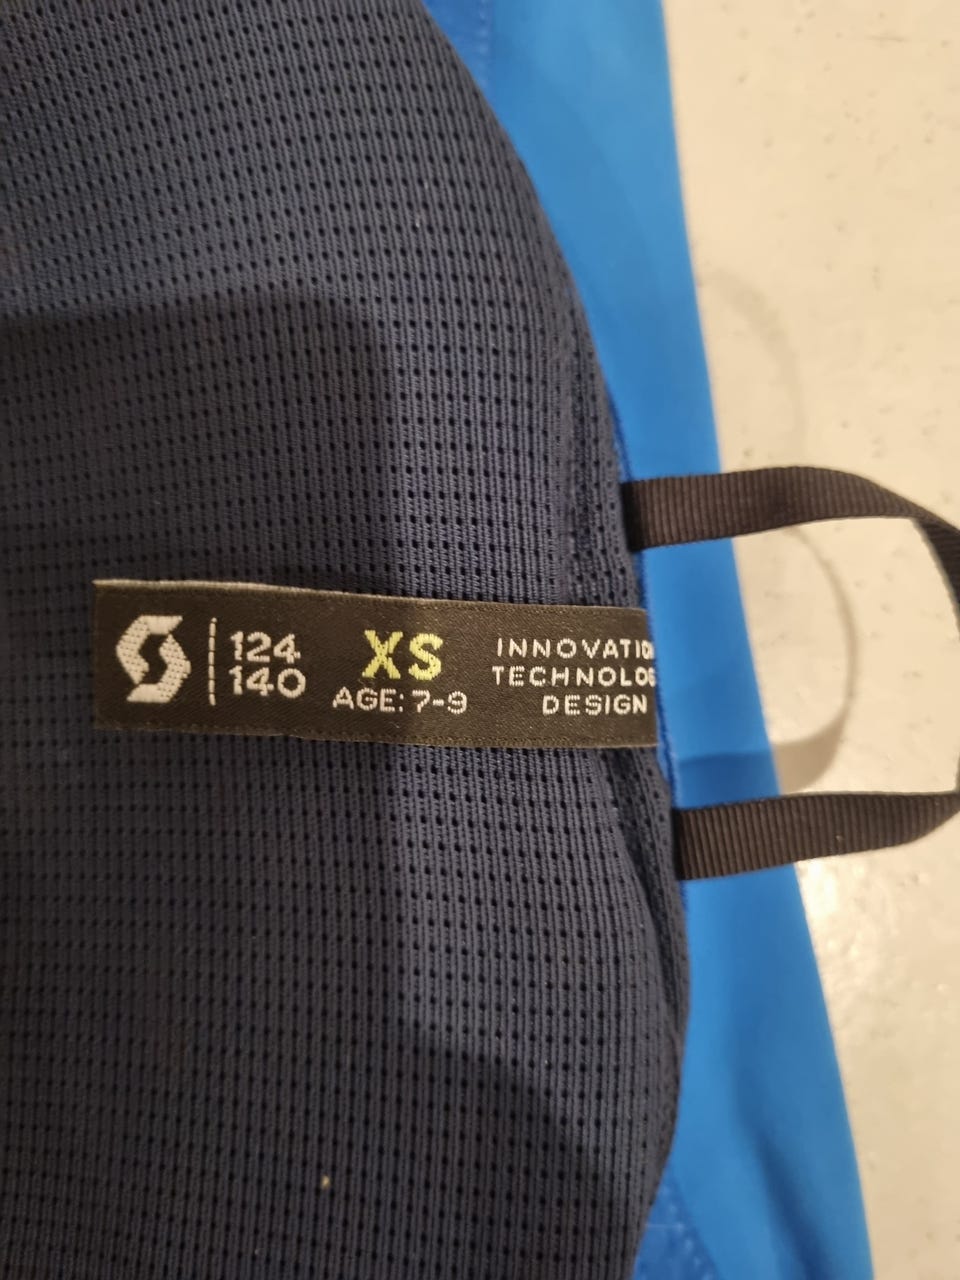 124
140
XS
AGE: 7-9
INNOVATIO
TECHNOLOG
DESIGN